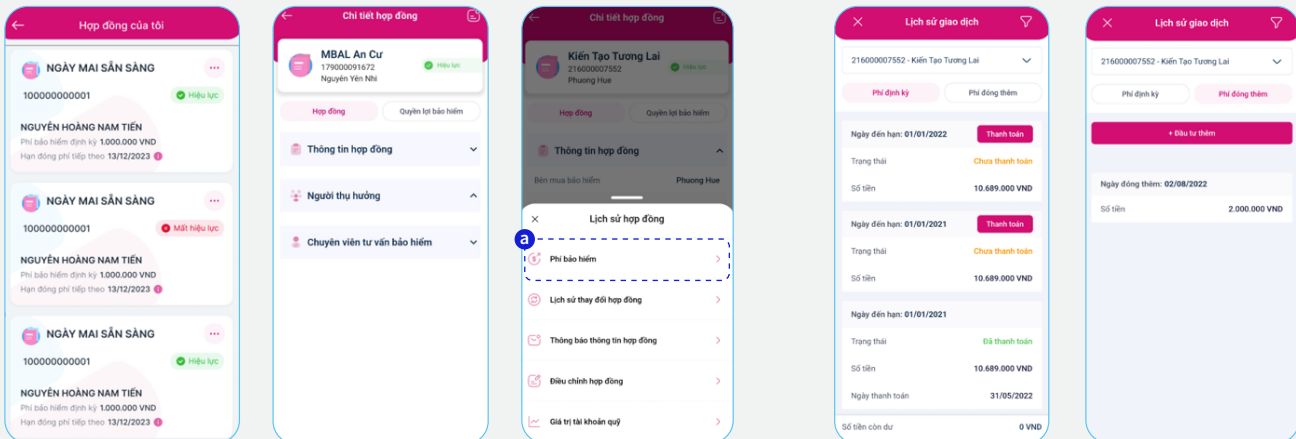 Hợp đồng của tôi
NGÀY MAI SẴN SÀNG
100000000001
Hiệu lực
NGUYỄN HOÀNG NAM TIẾN
Phí bảo hiểm định kỳ 1.000.000 VND
Hạn đóng phí tiếp theo 13/12/2023
NGÀY MAI SẴN SÀNG
100000000001
Mất hiệu lực
NGUYỄN HOÀNG NAM TIẾN
Phí bảo hiểm định kỳ 1.000.000 VND
Hạn đóng phí tiếp theo 13/12/2023
NGÀY MAI SẴN SÀNG
100000000001
Hiệu lực
NGUYỄN HOÀNG NAM TIẾN
Phí bảo hiểm định kỳ 1.000.000 VND
Hạn đóng phí tiếp theo 13/12/2023
Chi tiết hợp đồng
MBAL An Cư
179000091672
Hiệu lực
Nguyễn Yên Nhi
Hợp đồng
Quyền lợi bảo hiểm
Thông tin hợp đồng
Người thụ hưởng
Chuyên viên tư vấn bảo hiểm
Chi tiết hợp đồng
Kiến Tạo Tương Lai
216000007552
Hiệu lực
Phuong Hue
Hợp đồng
Quyền lợi bảo hiểm
Thông tin hợp đồng
Bên mua bảo hiểm Phuong Hue
Lịch sử hợp đồng
a
Phí bảo hiểm
Lịch sử thay đổi hợp đồng
Thông báo thông tin hợp đồng
Điều chỉnh hợp đồng
Giá trị tài khoản quỹ
Lịch sử giao dịch
216000007552 - Kiến Tạo Tương Lai
Phí định kỳ
Phí đóng thêm
Ngày đến hạn: 01/01/2022 Thanh toán
Trạng thái Chưa thanh toán
Số tiền 10.689.000 VND
Ngày đến hạn: 01/01/2021 Thanh toán
Trạng thái Chưa thanh toán
Số tiền 10.689.000 VND
Ngày đến hạn: 01/01/2021
Trạng thái Đã thanh toán
Số tiền 10.689.000 VND
Ngày thanh toán 31/05/2022
Số tiền còn dư 0 VND
Lịch sử giao dịch
216000007552 - Kiến Tạo Tương Lai
Phí định kỳ
Phí đóng thêm
+ Đầu tư thêm
Ngày đóng thêm: 02/08/2022
Số tiền 2.000.000 VND